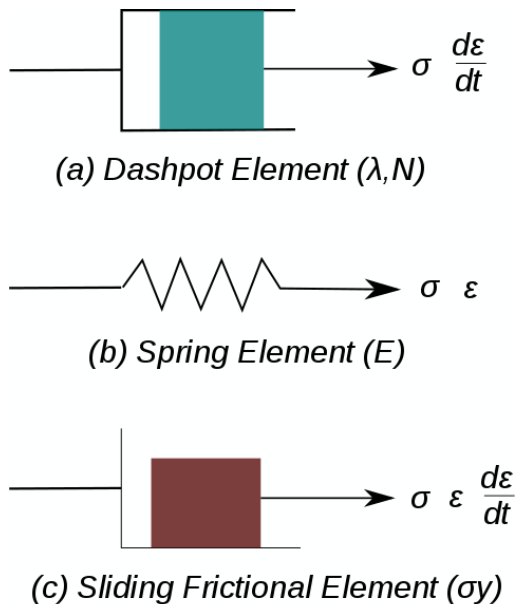 σ dε/dt
(a) Dashpot Element (λ,N)
σ ε
(b) Spring Element (E)
σ ε dε/dt
(c) Sliding Frictional Element (σy)